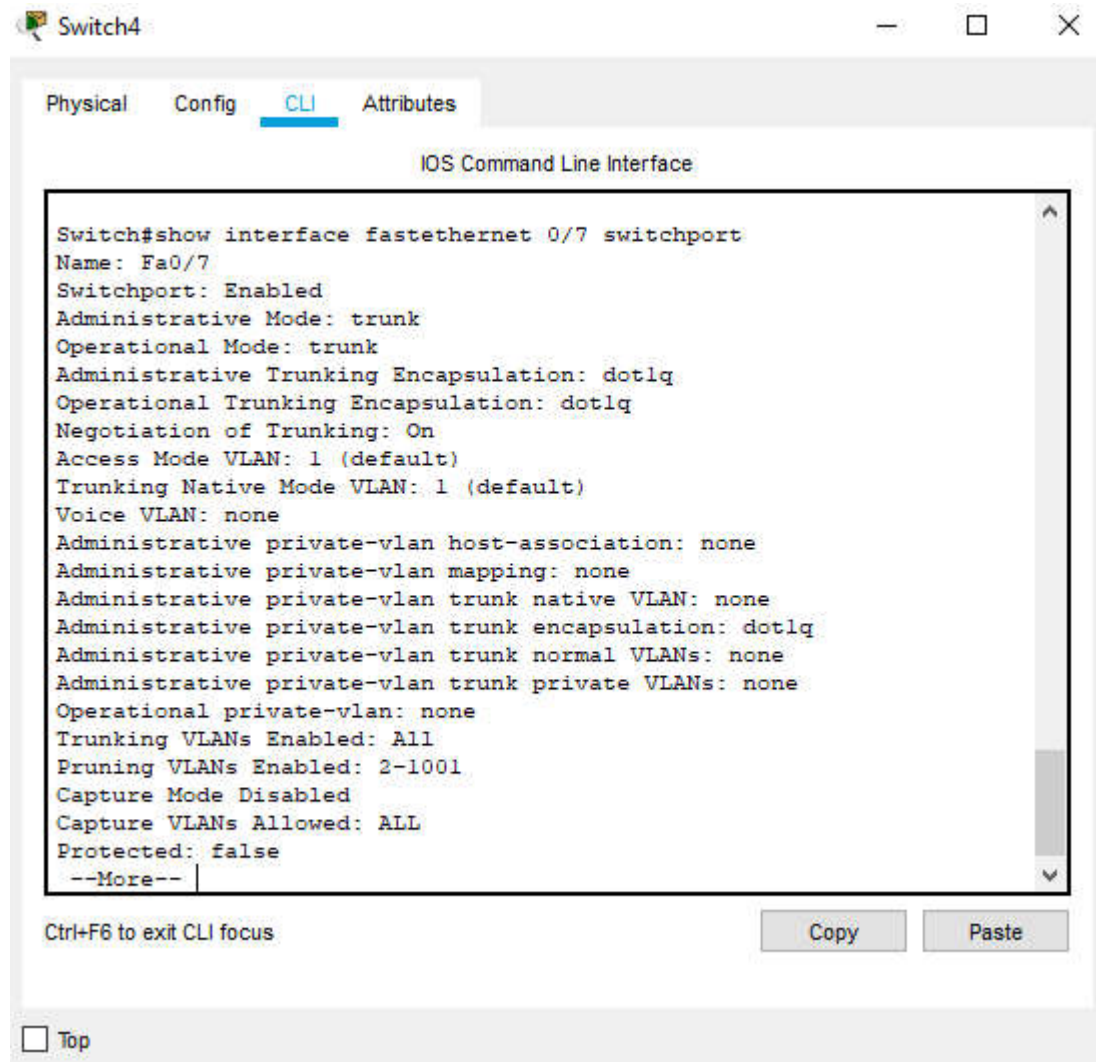 Switch4
Physical Config CLI Attributes
IOS Command Line Interface
Switch#show interface fastethernet 0/7 switchport
Name: Fa0/7
Switchport: Enabled
Administrative Mode: trunk
Operational Mode: trunk
Administrative Trunking Encapsulation: dot1q
Operational Trunking Encapsulation: dot1q
Negotiation of Trunking: On
Access Mode VLAN: 1 (default)
Trunking Native Mode VLAN: 1 (default)
Voice VLAN: none
Administrative private-vlan host-association: none
Administrative private-vlan mapping: none
Administrative private-vlan trunk native VLAN: none
Administrative private-vlan trunk encapsulation: dot1q
Administrative private-vlan trunk normal VLANs: none
Administrative private-vlan trunk private VLANs: none
Operational private-vlan: none
Trunking VLANs Enabled: All
Pruning VLANs Enabled: 2-1001
Capture Mode Disabled
Capture VLANs Allowed: ALL
Protected: false
--More--
Ctrl+F6 to exit CLI focus Copy Paste
Top